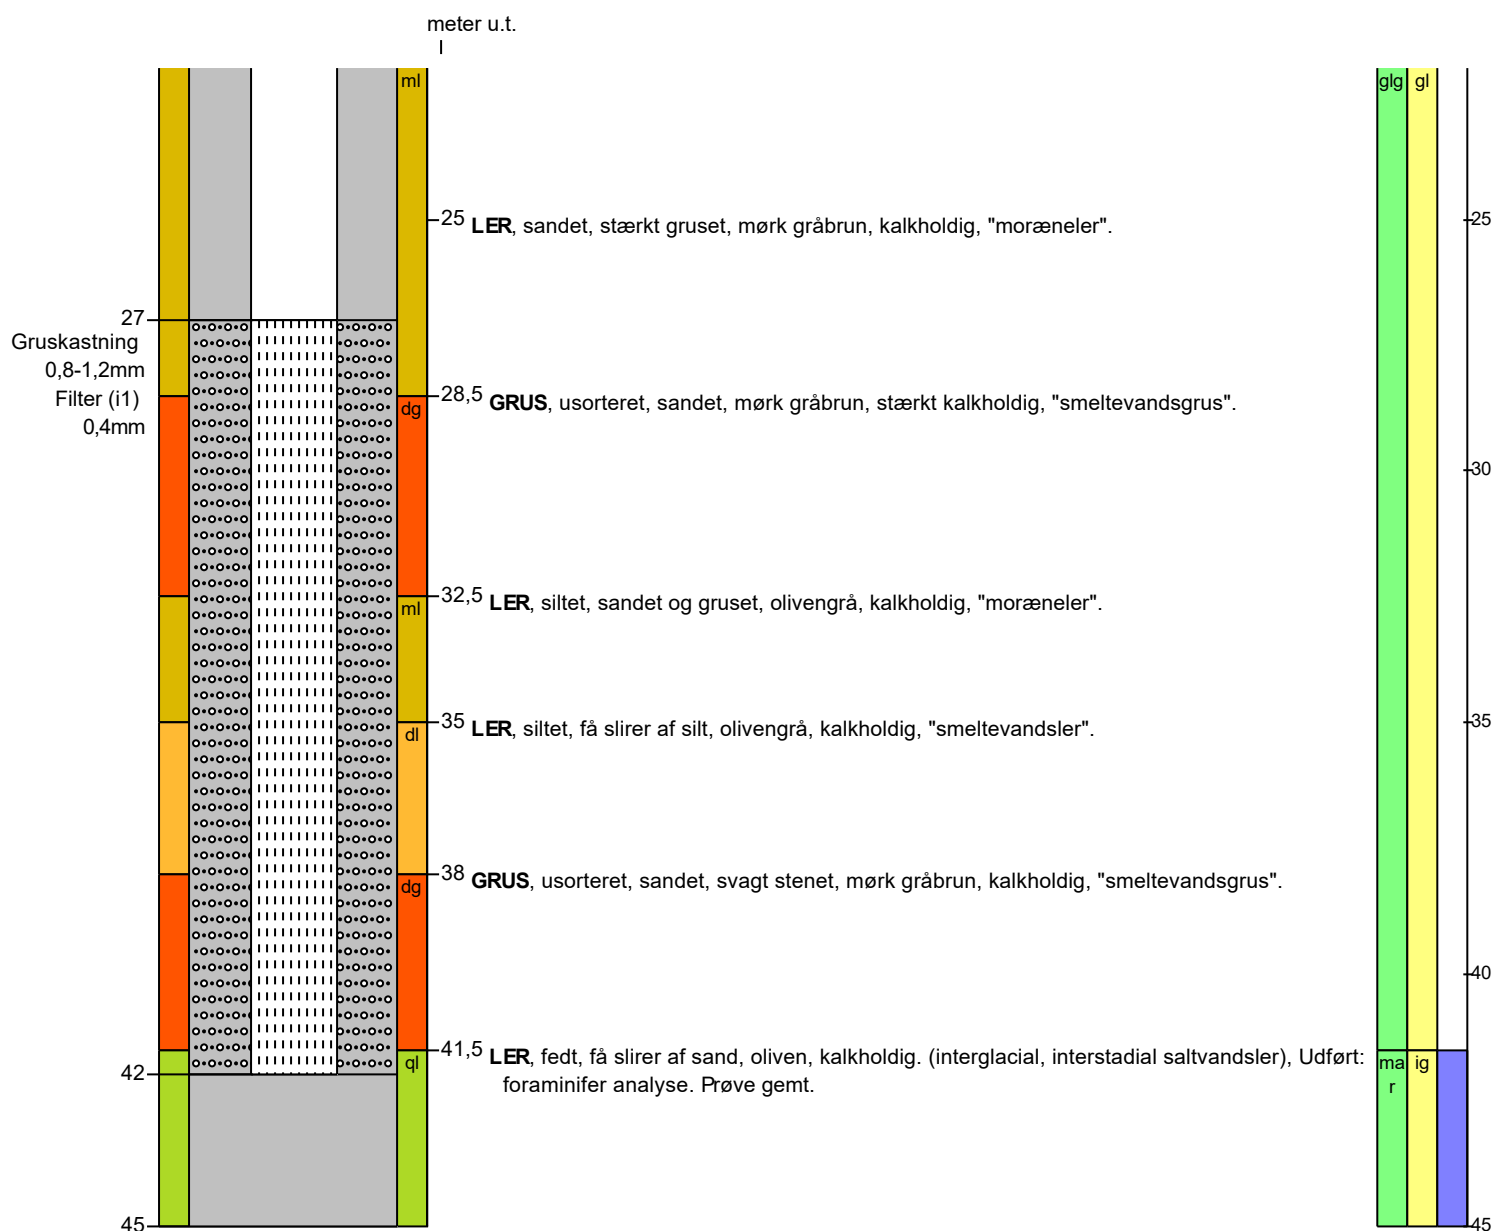 meter u.t.
ml
glg gl
25 LER, sandet, stærkt gruset, mørk gråbrun, kalkholdig, "moræneler".
25
27
Gruskastning
0,8-1,2mm
Filter (i1)
0,4mm
28,5 GRUS, usorteret, sandet, mørk gråbrun, stærkt kalkholdig, "smeltevandsgrus".
dg
30
32,5 LER, siltet, sandet og gruset, olivengrå, kalkholdig, "moræneler".
ml
35 LER, siltet, få slirer af silt, olivengrå, kalkholdig, "smeltevandsler".
35
dl
38 GRUS, usorteret, sandet, svagt stenet, mørk gråbrun, kalkholdig, "smeltevandsgrus".
dg
40
41,5 LER, fedt, få slirer af sand, oliven, kalkholdig. (interglacial, interstadial saltvandsler), Udført:
foraminifer analyse. Prøve gemt.
ql
ma ig
r
42
45
45